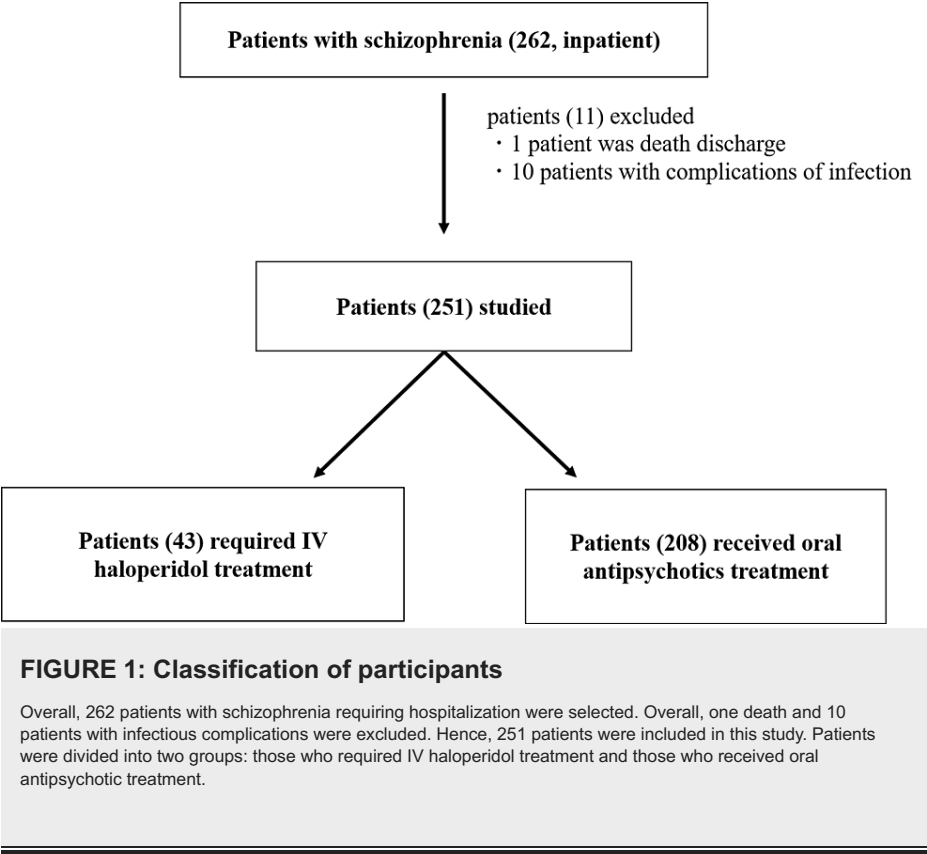 Patients with schizophrenia (262, inpatient)
patients (11) excluded
・1 patient was death discharge
・10 patients with complications of infection
Patients (251) studied
Patients (43) required IV
haloperidol treatment
Patients (208) received oral
antipsychotics treatment
FIGURE 1: Classification of participants
Overall, 262 patients with schizophrenia requiring hospitalization were selected. Overall, one death and 10
patients with infectious complications were excluded. Hence, 251 patients were included in this study. Patients
were divided into two groups: those who required IV haloperidol treatment and those who received oral
antipsychotic treatment.